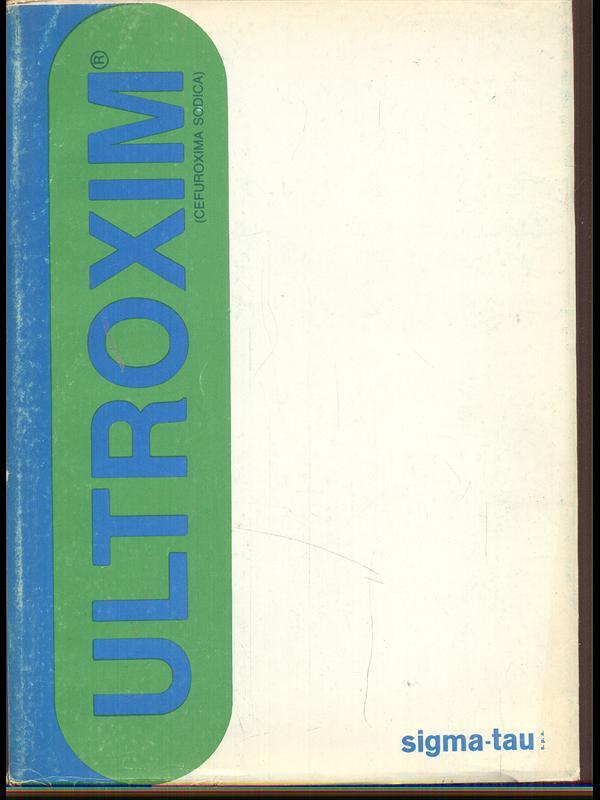 ULTROXIM®
(CEFUROXIMA SODICA)
sigma-tau s.p.a.